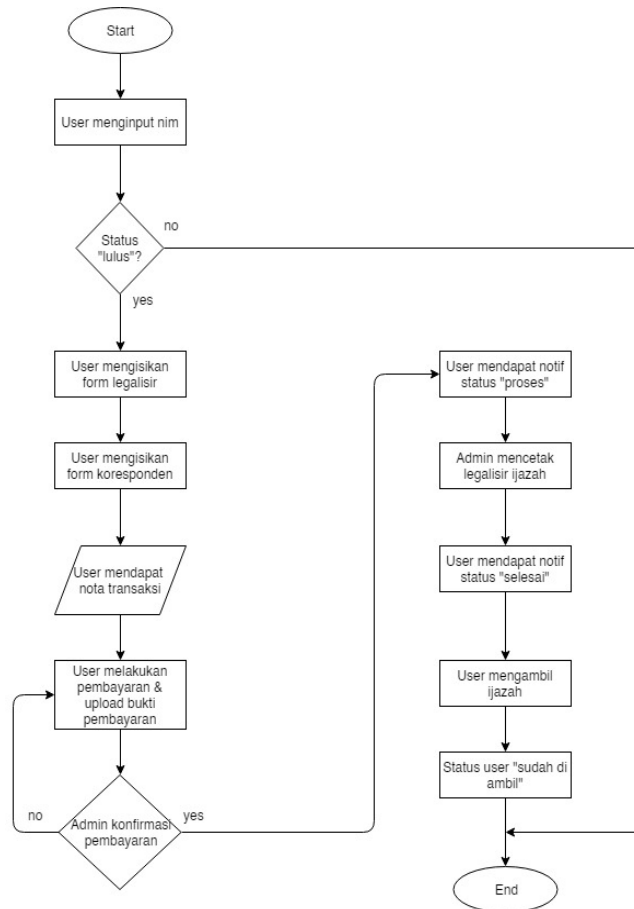 Start
User menginput nim
no
Status
"lulus"?
yes
User mengisikan
form legalisir
User mengisikan
form koresponden
User mendapat
nota transaksi
User melakukan
pembayaran &
upload bukti
pembayaran
no
Admin konfirmasi
pembayaran
yes
User mendapat notif
status "proses"
Admin mencetak
legalisir ijazah
User mendapat notif
status "selesai"
User mengambil
ijazah
Status user "sudah di
ambil"
End